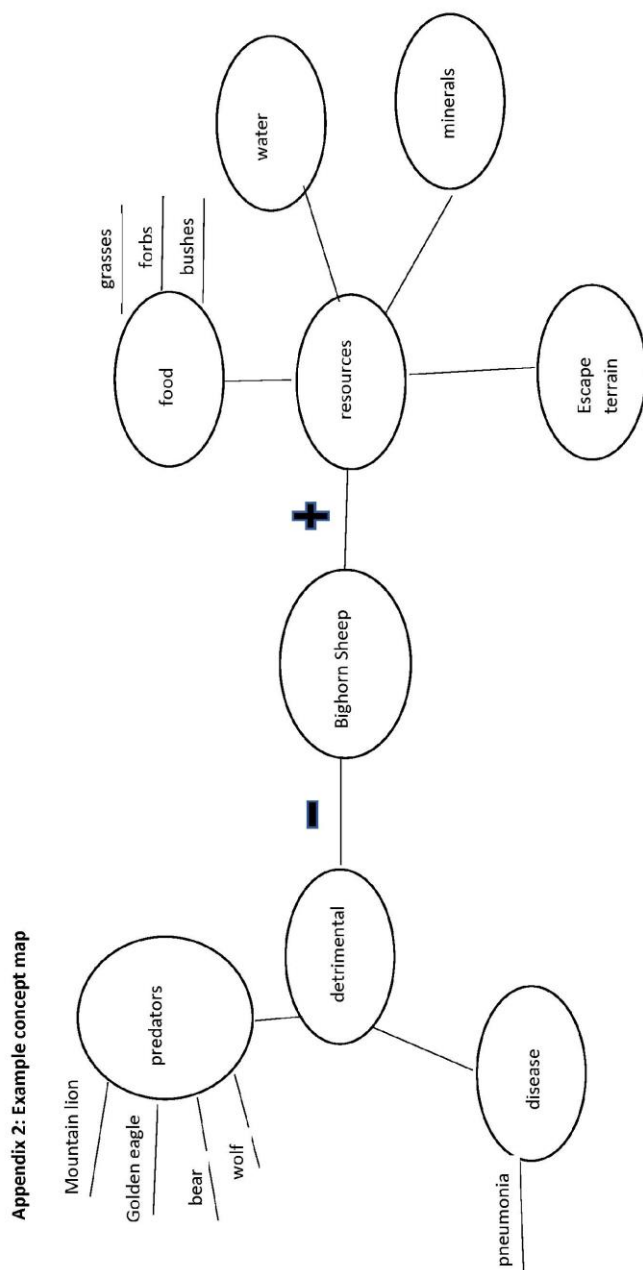 Appendix 2: Example concept map
Mountain lion
Golden eagle
bear
wolf
predators
detrimental
disease
pneumonia
-
Bighorn Sheep
+
resources
food
grasses
forbs
bushes
water
minerals
Escape
terrain